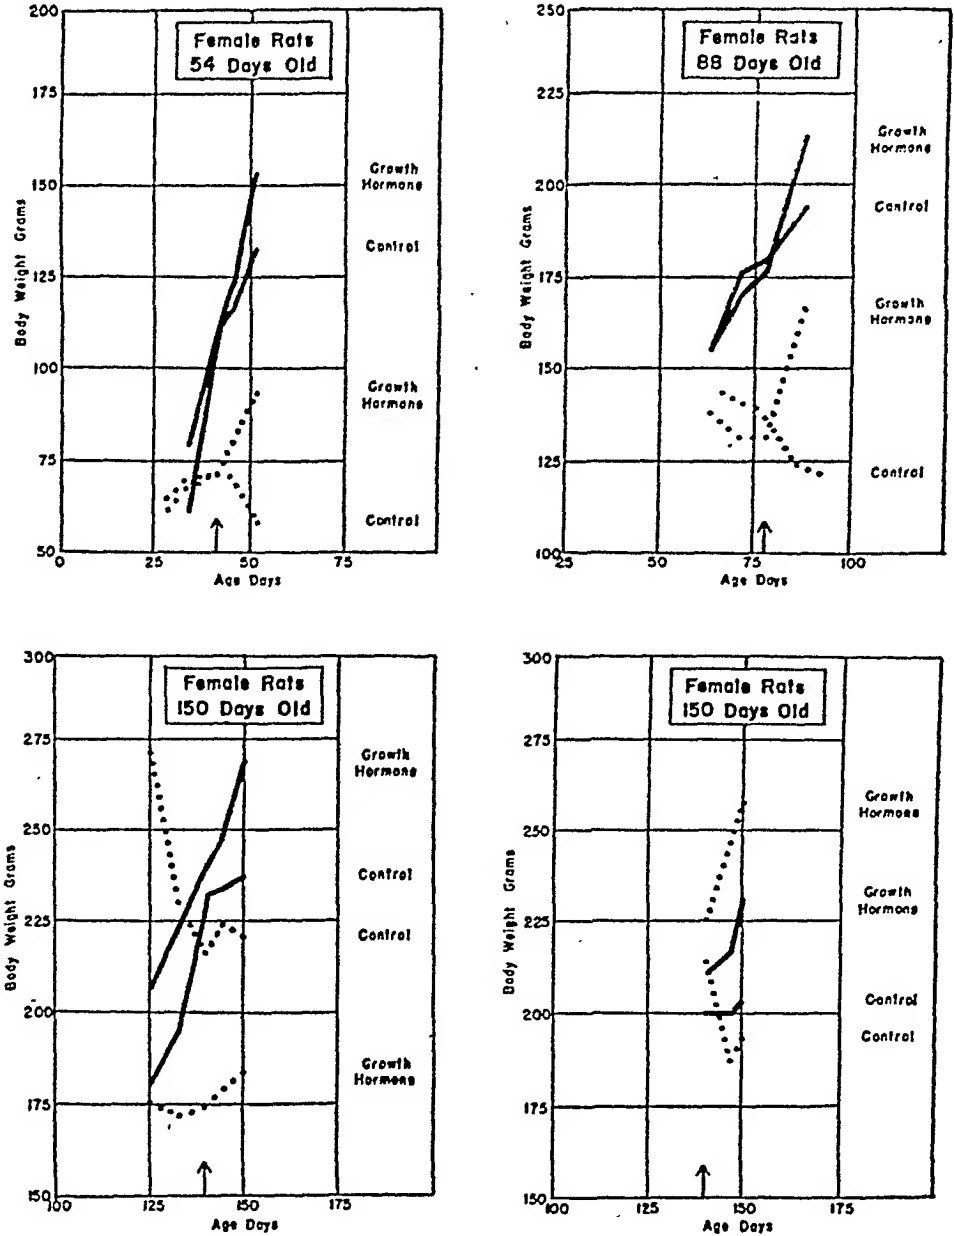 200
Female Rats
54 Days Old
175
Growth
Hormone
150
Control
125
Body Weight Grams
100
Growth
Hormone
75
Control
50
0
25
50
75
Age Days
250
Female Rats
88 Days Old
225
Growth
Hormone
200
Control
175
Body Weight Grams
Growth
Hormone
150
125
Control
100
25
50
75
100
Age Days
300
Female Rats
150 Days Old
275
Growth
Hormone
250
Control
Body Weight Grams
225
Control
200
Growth
Hormone
175
150
125
150
175
Age Days
300
Female Rats
150 Days Old
275
Growth
Hormone
250
Growth
Hormone
225
Body Weight Grams
Control
200
Control
175
150
100
125
150
175
Age Days